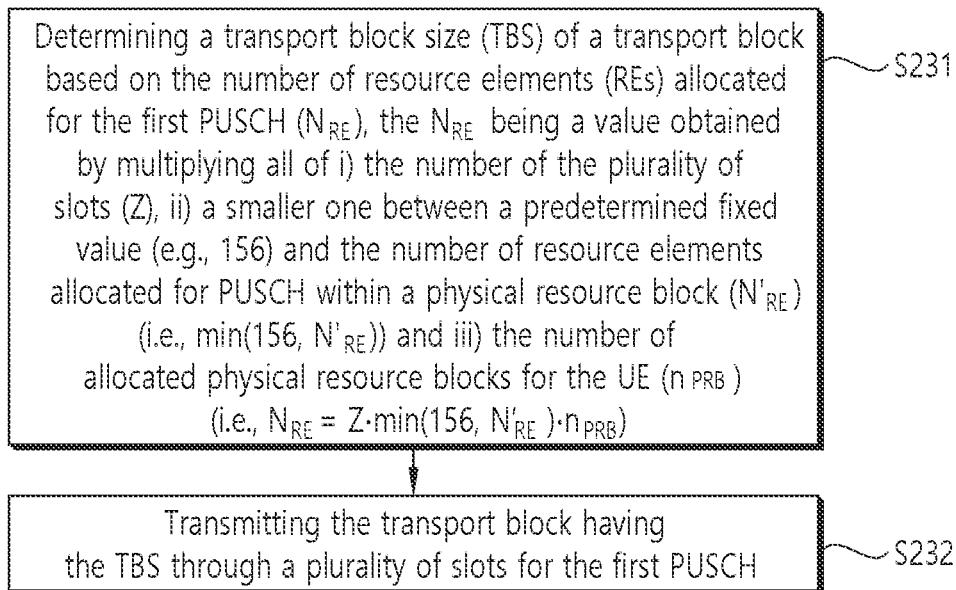 Determining a transport block size (TBS) of a transport block
based on the number of resource elements (REs) allocated
for the first PUSCH (N_RE), the N_RE being a value obtained
by multiplying all of i) the number of the plurality of
slots (Z), ii) a smaller one between a predetermined fixed
value (e.g., 156) and the number of resource elements
allocated for PUSCH within a physical resource block (N'_RE)
(i.e., min(156, N'_RE)) and iii) the number of
allocated physical resource blocks for the UE (n_PRB)
(i.e., N_RE = Z·min(156, N'_RE)·n_PRB)
S231
Transmitting the transport block having
the TBS through a plurality of slots for the first PUSCH
S232